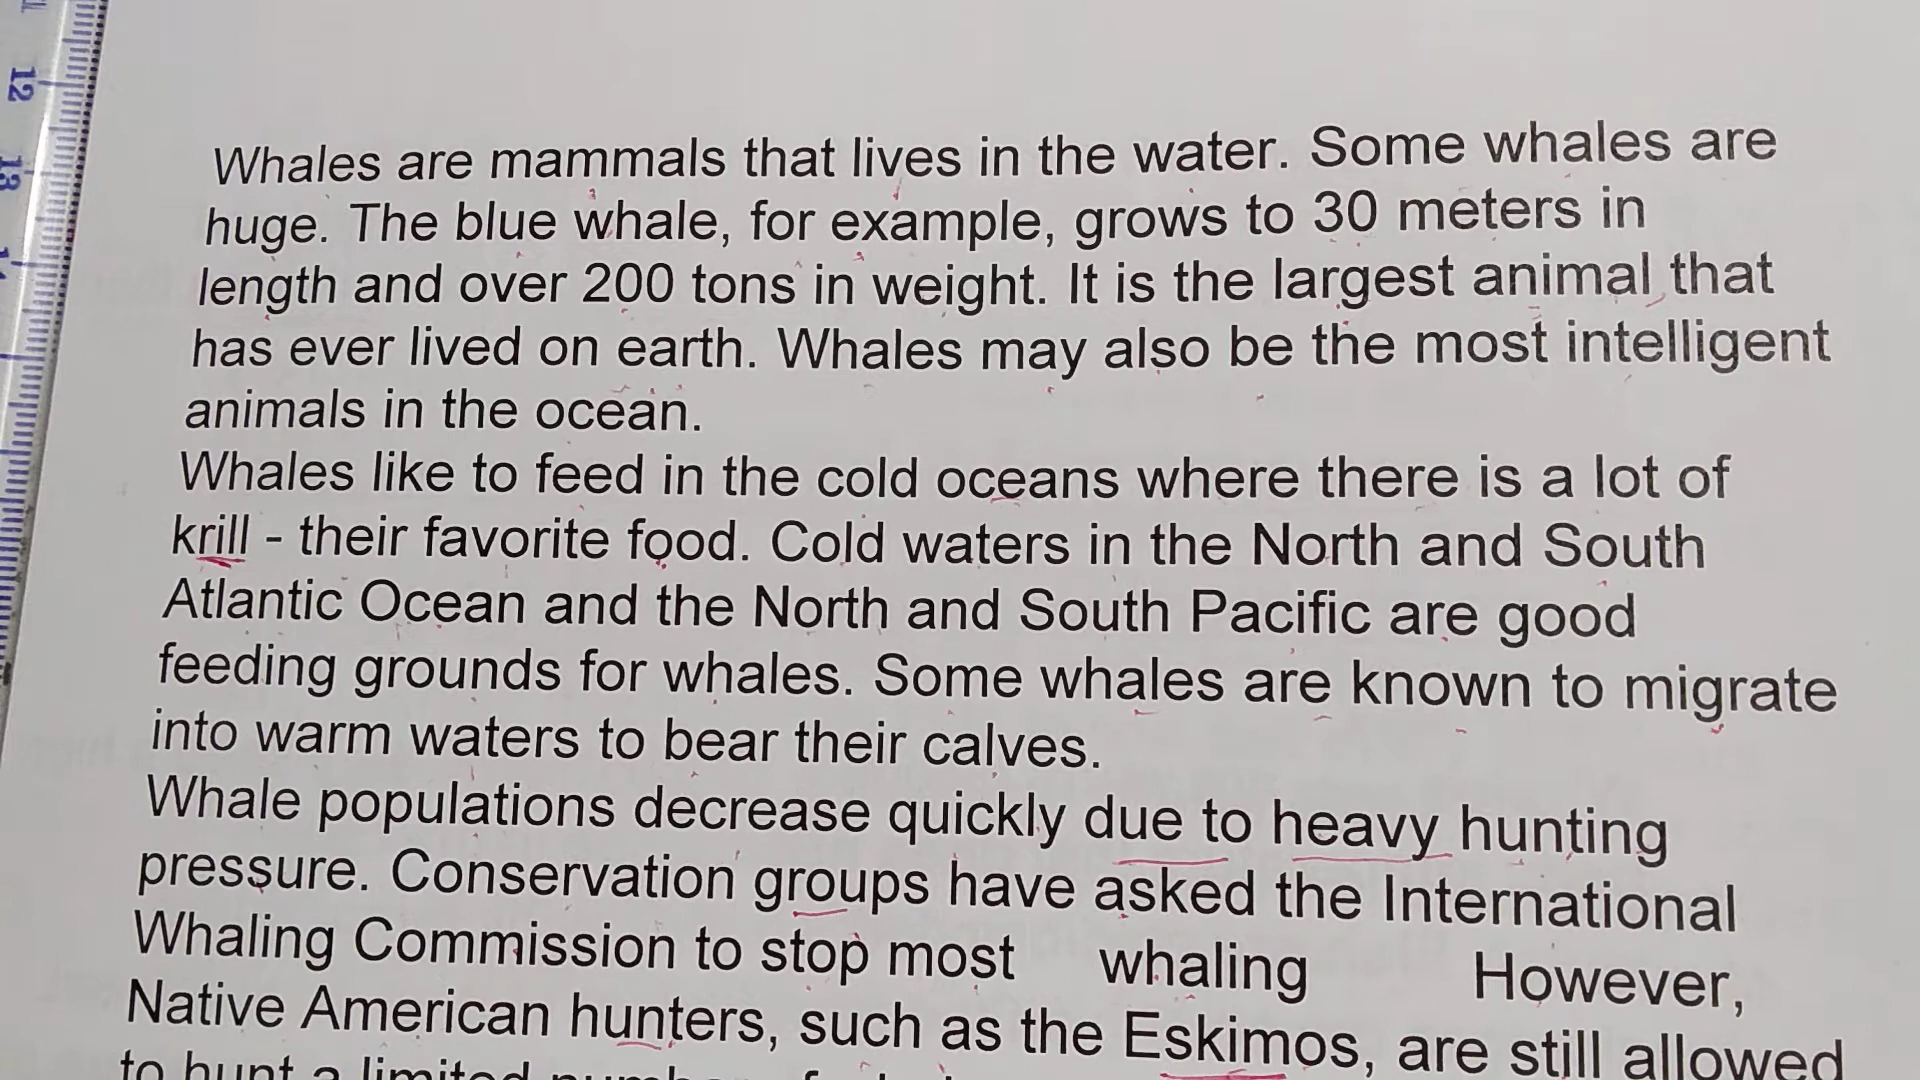 12
13
Whales are mammals that lives in the water. Some whales are
huge. The blue whale, for example, grows to 30 meters in
length and over 200 tons in weight. It is the largest animal that
has ever lived on earth. Whales may also be the most intelligent
animals in the ocean.
Whales like to feed in the cold oceans where there is a lot of
krill - their favorite food. Cold waters in the North and South
Atlantic Ocean and the North and South Pacific are good
feeding grounds for whales. Some whales are known to migrate
into warm waters to bear their calves.
Whale populations decrease quickly due to heavy hunting
pressure. Conservation groups have asked the International
Whaling Commission to stop most whaling However,
Native American hunters, such as the Eskimos, are still allowed
to hunt a limited